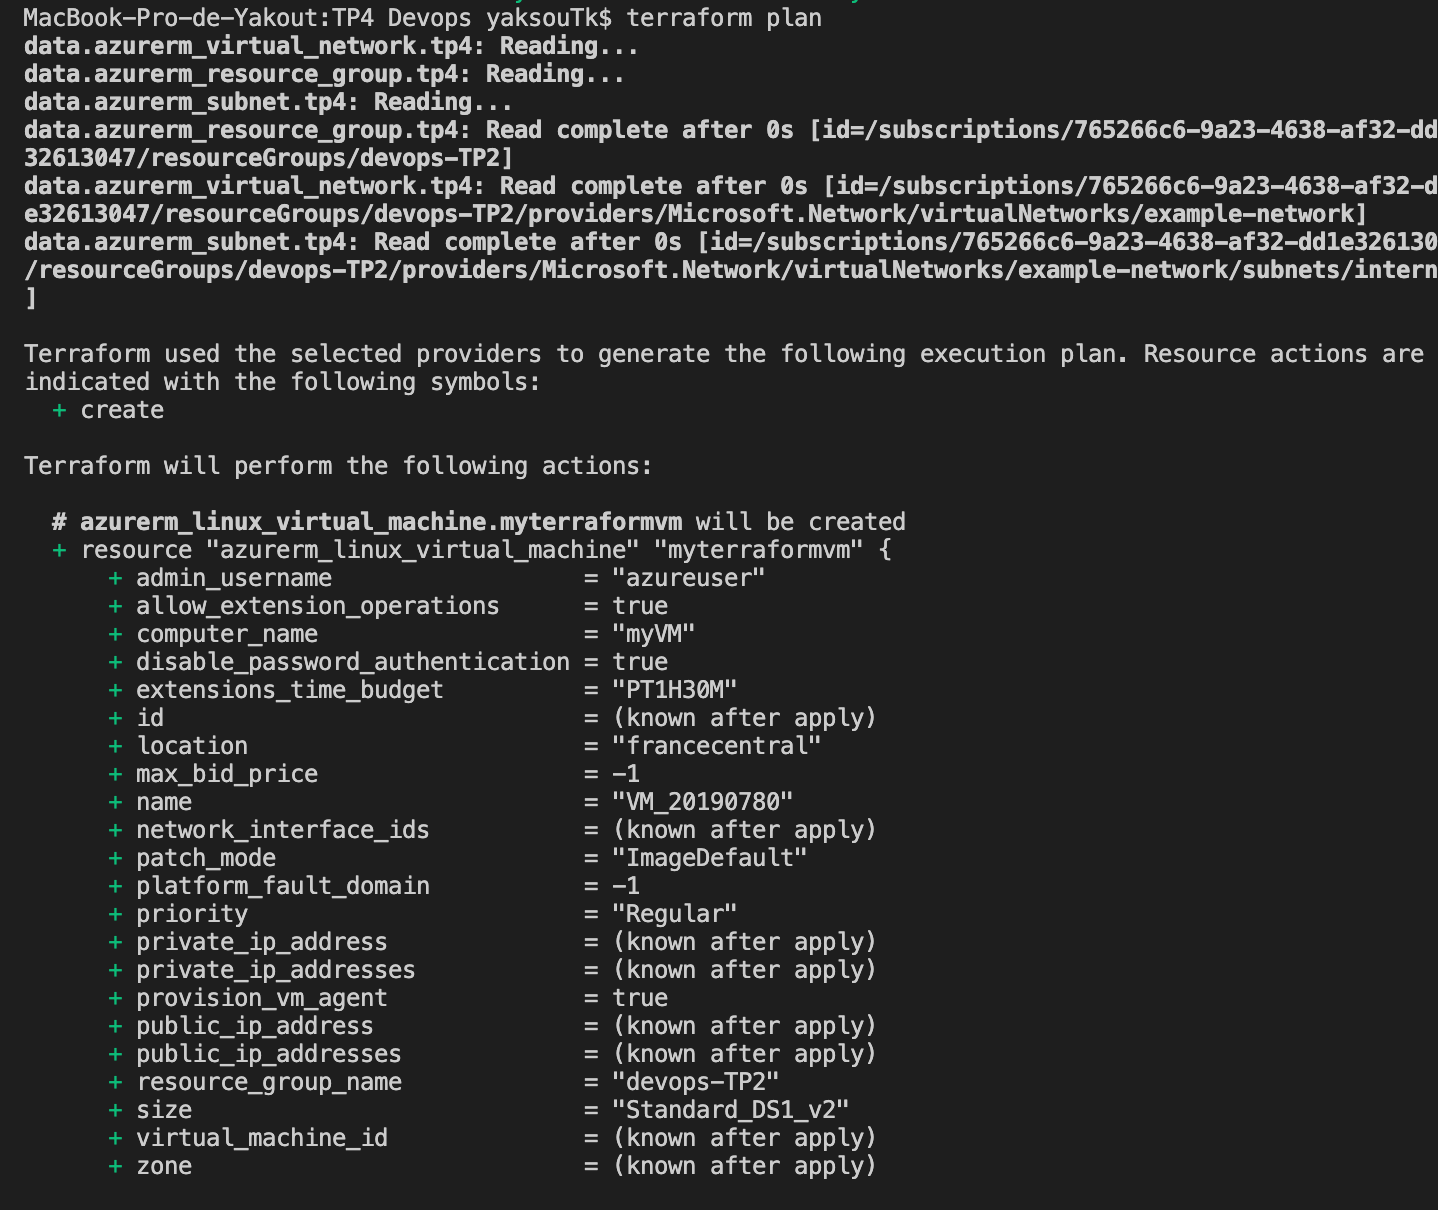 MacBook-Pro-de-Yakout:TP4 Devops yaksouTk$ terraform plan
data.azurerm_virtual_network.tp4: Reading...
data.azurerm_resource_group.tp4: Reading...
data.azurerm_subnet.tp4: Reading...
data.azurerm_resource_group.tp4: Read complete after 0s [id=/subscriptions/765266c6-9a23-4638-af32-dd
32613047/resourceGroups/devops-TP2]
data.azurerm_virtual_network.tp4: Read complete after 0s [id=/subscriptions/765266c6-9a23-4638-af32-d
e32613047/resourceGroups/devops-TP2/providers/Microsoft.Network/virtualNetworks/example-network]
data.azurerm_subnet.tp4: Read complete after 0s [id=/subscriptions/765266c6-9a23-4638-af32-dd1e326130
/resourceGroups/devops-TP2/providers/Microsoft.Network/virtualNetworks/example-network/subnets/intern
]
Terraform used the selected providers to generate the following execution plan. Resource actions are
indicated with the following symbols:
+ create
Terraform will perform the following actions:
# azurerm_linux_virtual_machine.myterraformvm will be created
+ resource "azurerm_linux_virtual_machine" "myterraformvm" {
+ admin_username = "azureuser"
+ allow_extension_operations = true
+ computer_name = "myVM"
+ disable_password_authentication = true
+ extensions_time_budget = "PT1H30M"
+ id = (known after apply)
+ location = "francecentral"
+ max_bid_price = -1
+ name = "VM_20190780"
+ network_interface_ids = (known after apply)
+ patch_mode = "ImageDefault"
+ platform_fault_domain = -1
+ priority = "Regular"
+ private_ip_address = (known after apply)
+ private_ip_addresses = (known after apply)
+ provision_vm_agent = true
+ public_ip_address = (known after apply)
+ public_ip_addresses = (known after apply)
+ resource_group_name = "devops-TP2"
+ size = "Standard_DS1_v2"
+ virtual_machine_id = (known after apply)
+ zone = (known after apply)